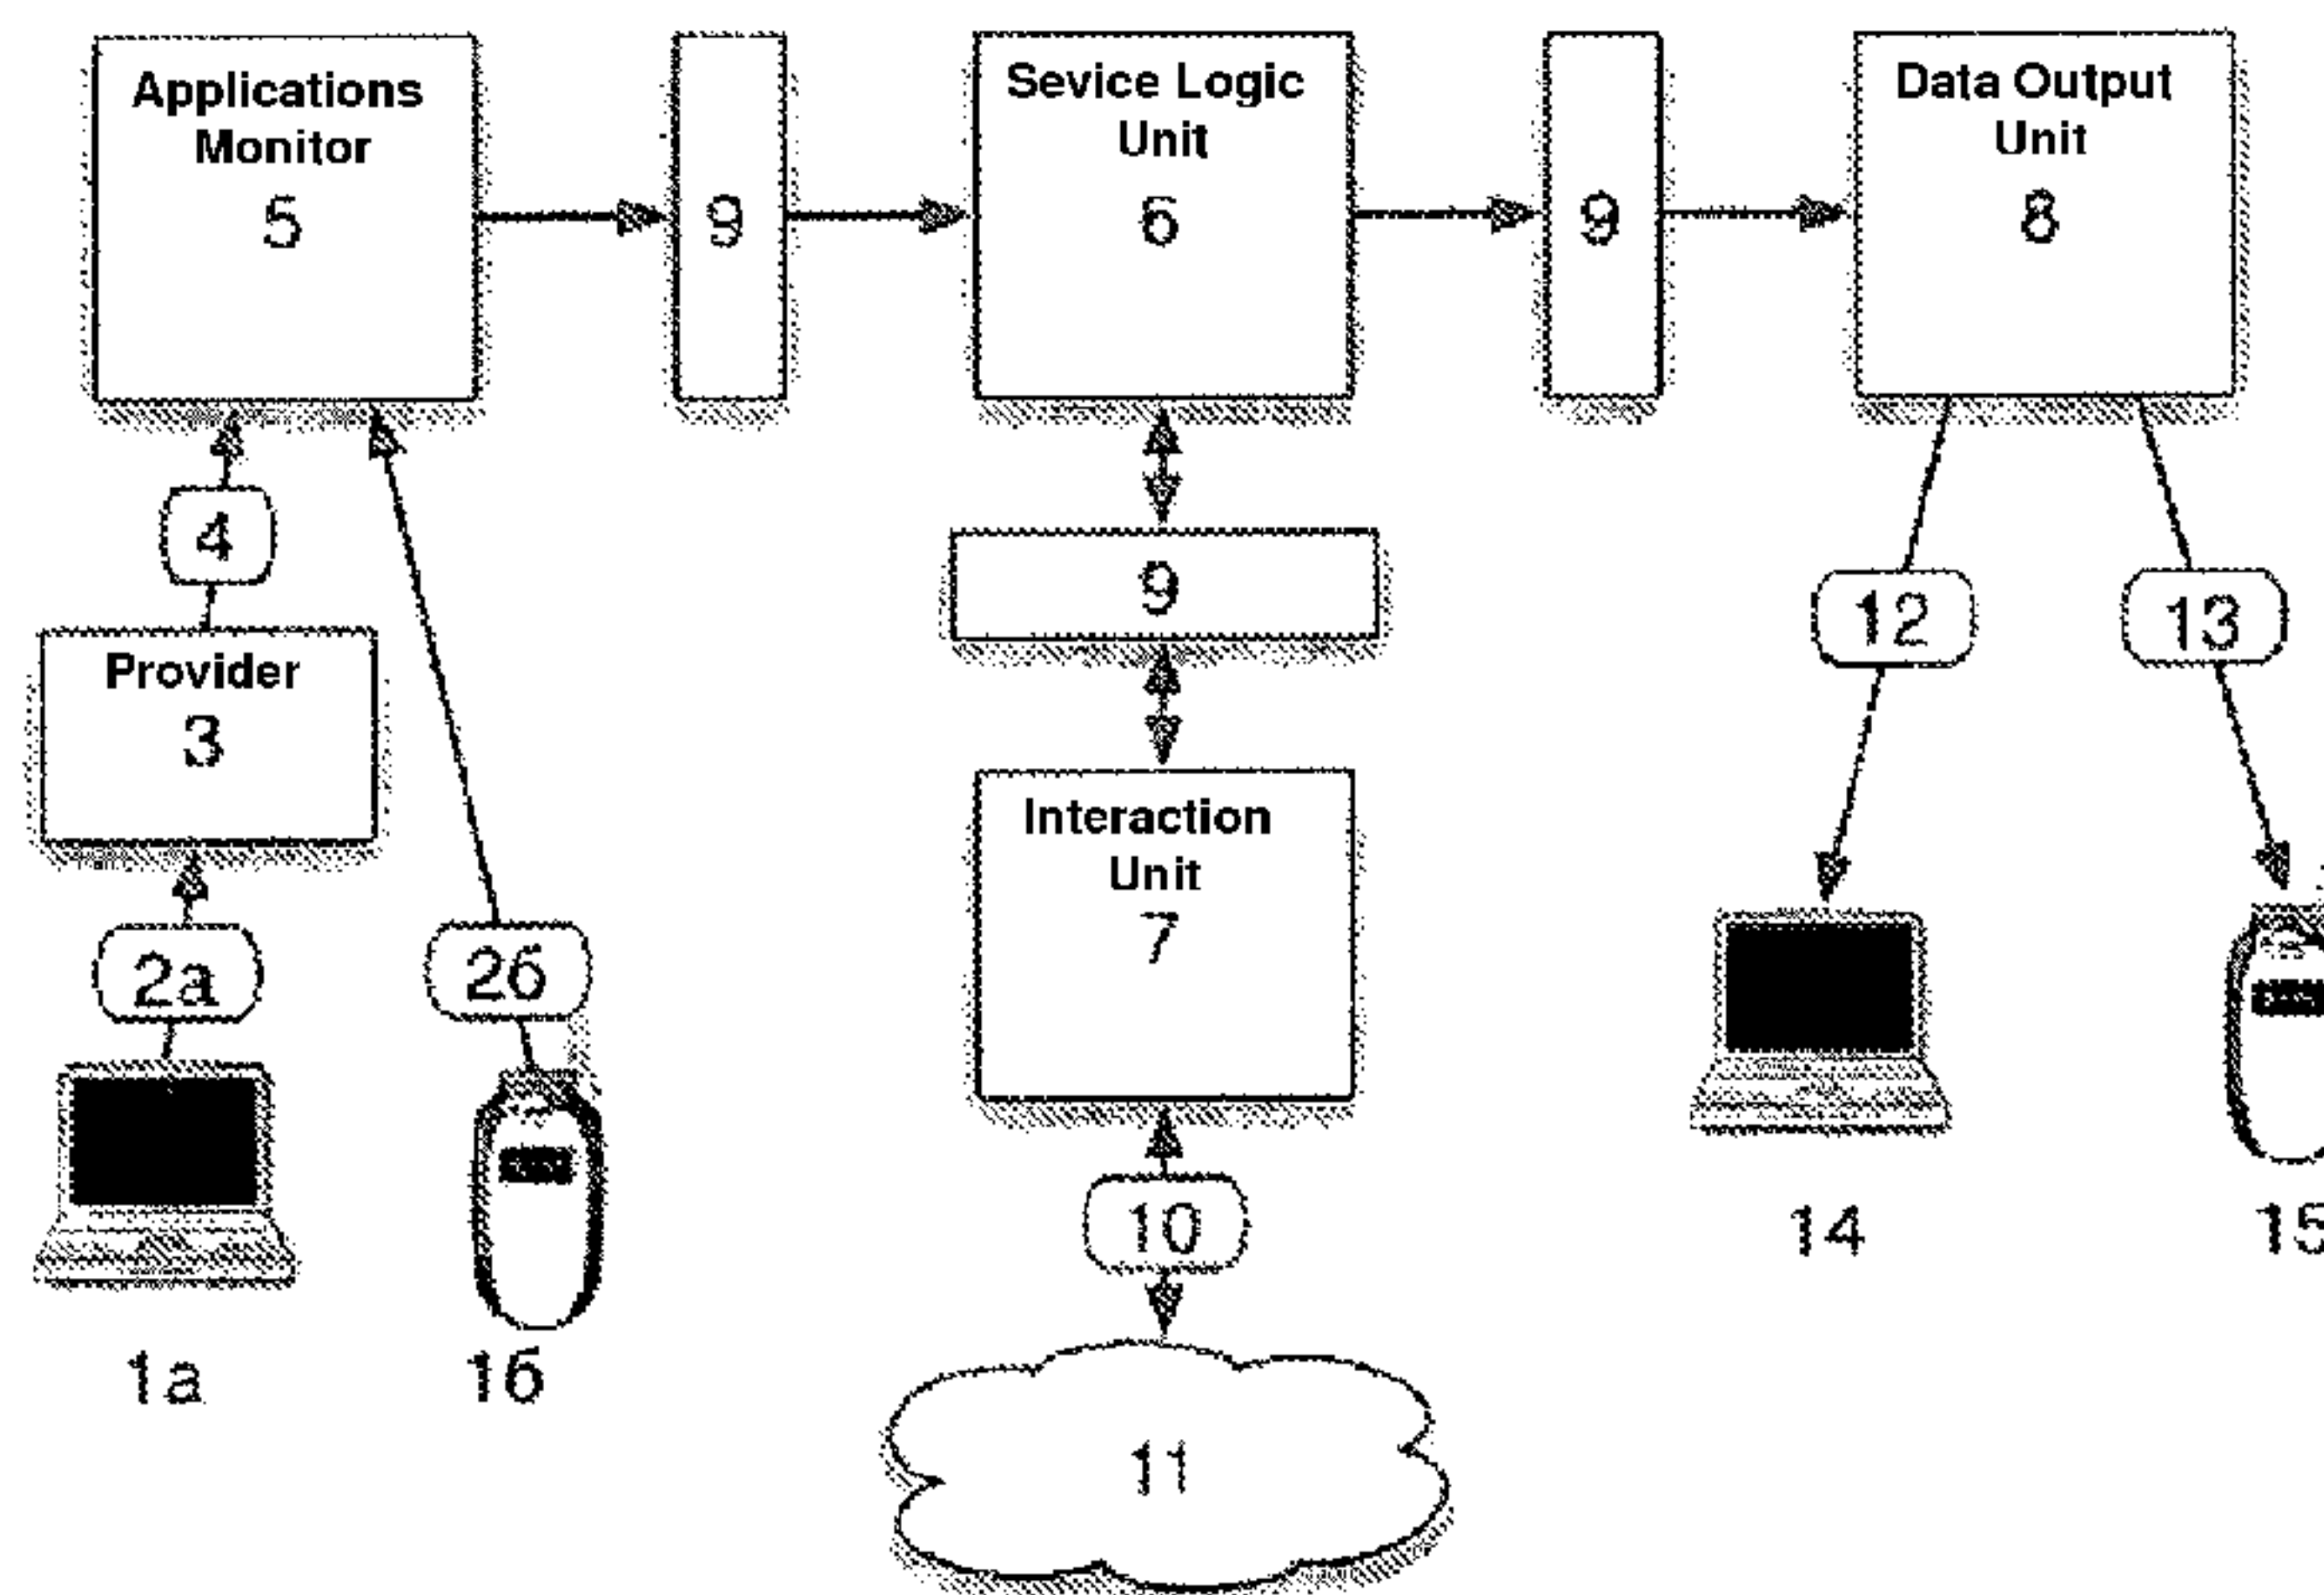 Applications
Monitor
5
9
Sevice Logic
Unit
6
9
Data Output
Unit
8
4
9
12
13
Provider
3
Interaction
Unit
7
2a
26
10
14
15
1a
16
11